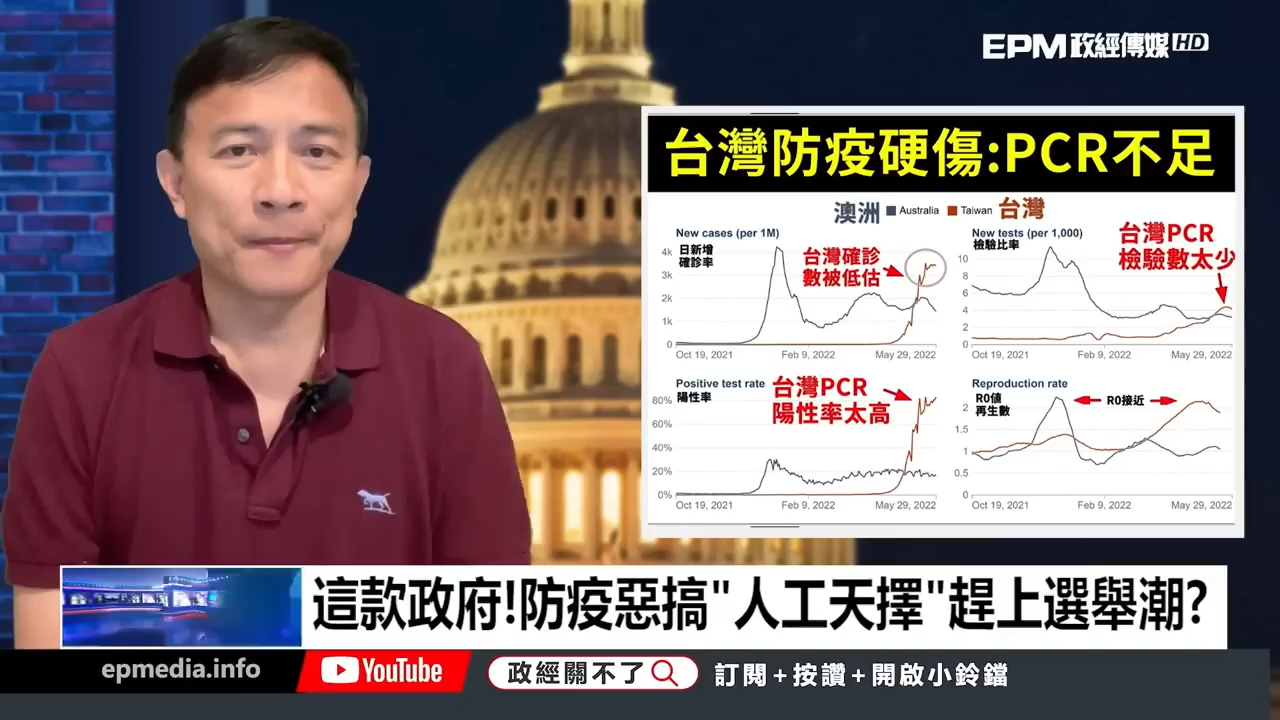 EPM政經傳媒HD
台灣防疫硬傷:PCR不足
澳洲 Australia Taiwan 台灣
New cases (per 1M)
日新增
確診率
4k
3k
2k
1k
0
台灣確診
數被低估
Oct 19, 2021 Feb 9, 2022 May 29, 2022
New tests (per 1,000)
檢驗比率
10
8
6
4
2
0
台灣PCR
檢驗數太少
Oct 19, 2021 Feb 9, 2022 May 29, 2022
Positive test rate
陽性率
80%
60%
40%
20%
0%
台灣PCR
陽性率太高
Oct 19, 2021 Feb 9, 2022 May 29, 2022
Reproduction rate
R0值
再生數
2
1.5
1
0.5
0
R0接近
Oct 19, 2021 Feb 9, 2022 May 29, 2022
這款政府!防疫惡搞"人工天擇"趕上選舉潮?
epmedia.info YouTube 政經關不了 訂閱+按讚+開啟小鈴鐺